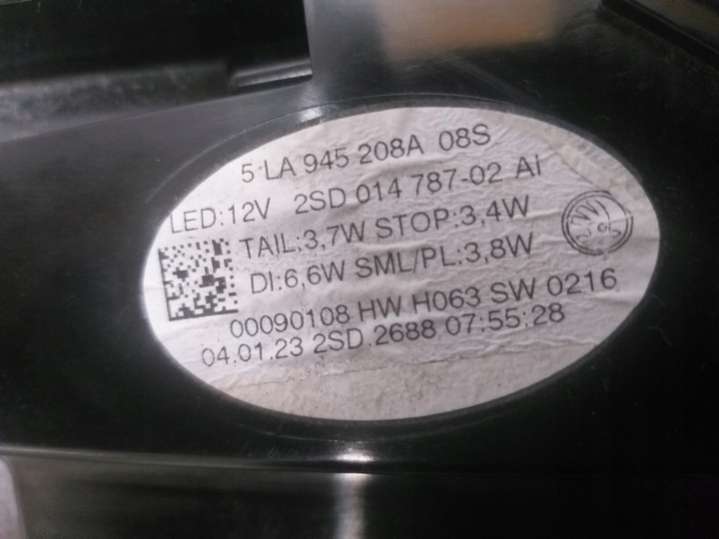 5 LA 945 208A 08S
LED:12V 2SD 014 787-02 AI
TAIL:3,7W STOP:3,4W
DI:6,6W SML/PL:3,8W
00090108 HW H063 SW 0216
04.01.23 2SD.2688 07:55:28